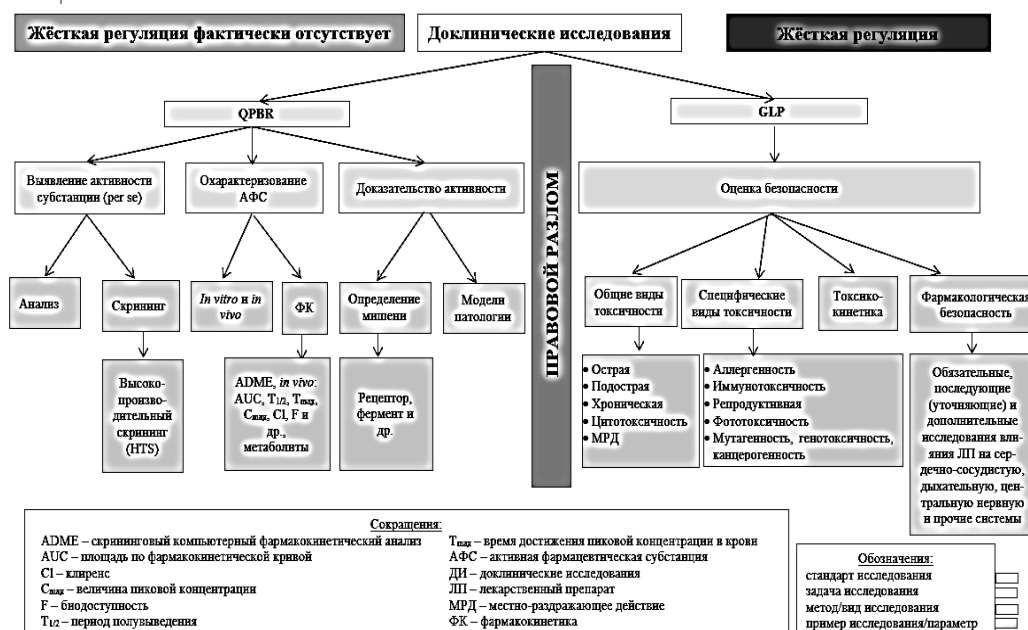 Жёсткая регуляция фактически отсутствует
Доклинические исследования
Жёсткая регуляция
QPBR
GLP
ПРАВОВОЙ РАЗЛОМ
Выявление активности
субстанции (per se)
Охарактеризование
АФС
Доказательство активности
Оценка безопасности
Анализ
Скрининг
In vitro и in
vivo
ФК
Определение
мишени
Модели
патологии
Общие виды
токсичности
Специфические
виды токсичности
Токсико-
кинетика
Фармакологическая
безопасность
Высоко-
произво-
дительный
скрининг
(HTS)
ADME, in vivo:
AUC, T1/2, Tmax,
Cmax, Cl, F и
др.,
метаболиты
Рецептор,
фермент и
др.
• Острая
• Подострая
• Хроническая
• Цитотоксичность
• МРД
• Аллергенность
• Иммунотоксичность
• Репродуктивная
• Фототоксичность
• Мутагенность, генотоксичность,
канцерогенность
Обязательные,
последующие
(уточняющие) и
дополнительные
исследования вли-
яния ЛП на сер-
дечно-сосудистую,
дыхательную, цен-
тральную нервную
и прочие системы
Сокращения:
ADME – скрининговый компьютерный фармакокинетический анализ
AUC – площадь по фармакокинетической кривой
Cl – клиренс
Cmax – величина пиковой концентрации
F – биодоступность
T1/2 – период полувыведения
Tmax – время достижения пиковой концентрации в крови
АФС – активная фармацевтическая субстанция
ДИ – доклинические исследования
ЛП – лекарственный препарат
МРД – местно-раздражающее действие
ФК – фармакокинетика
Обозначения:
стандарт исследования
задача исследования
метод/вид исследования
пример исследования/параметр